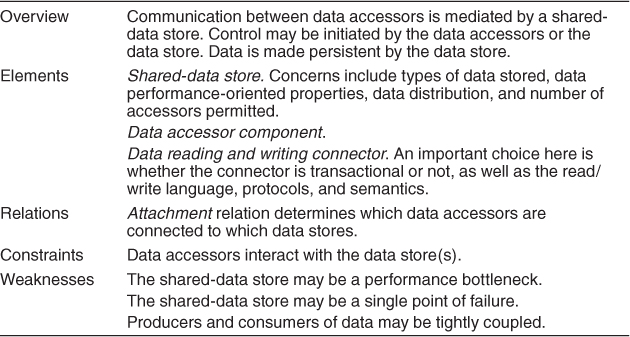 Overview Communication between data accessors is mediated by a shared-
data store. Control may be initiated by the data accessors or the
data store. Data is made persistent by the data store.
Elements Shared-data store. Concerns include types of data stored, data
performance-oriented properties, data distribution, and number of
accessors permitted.
Data accessor component.
Data reading and writing connector. An important choice here is
whether the connector is transactional or not, as well as the read/
write language, protocols, and semantics.
Relations Attachment relation determines which data accessors are
connected to which data stores.
Constraints Data accessors interact with the data store(s).
Weaknesses The shared-data store may be a performance bottleneck.
The shared-data store may be a single point of failure.
Producers and consumers of data may be tightly coupled.